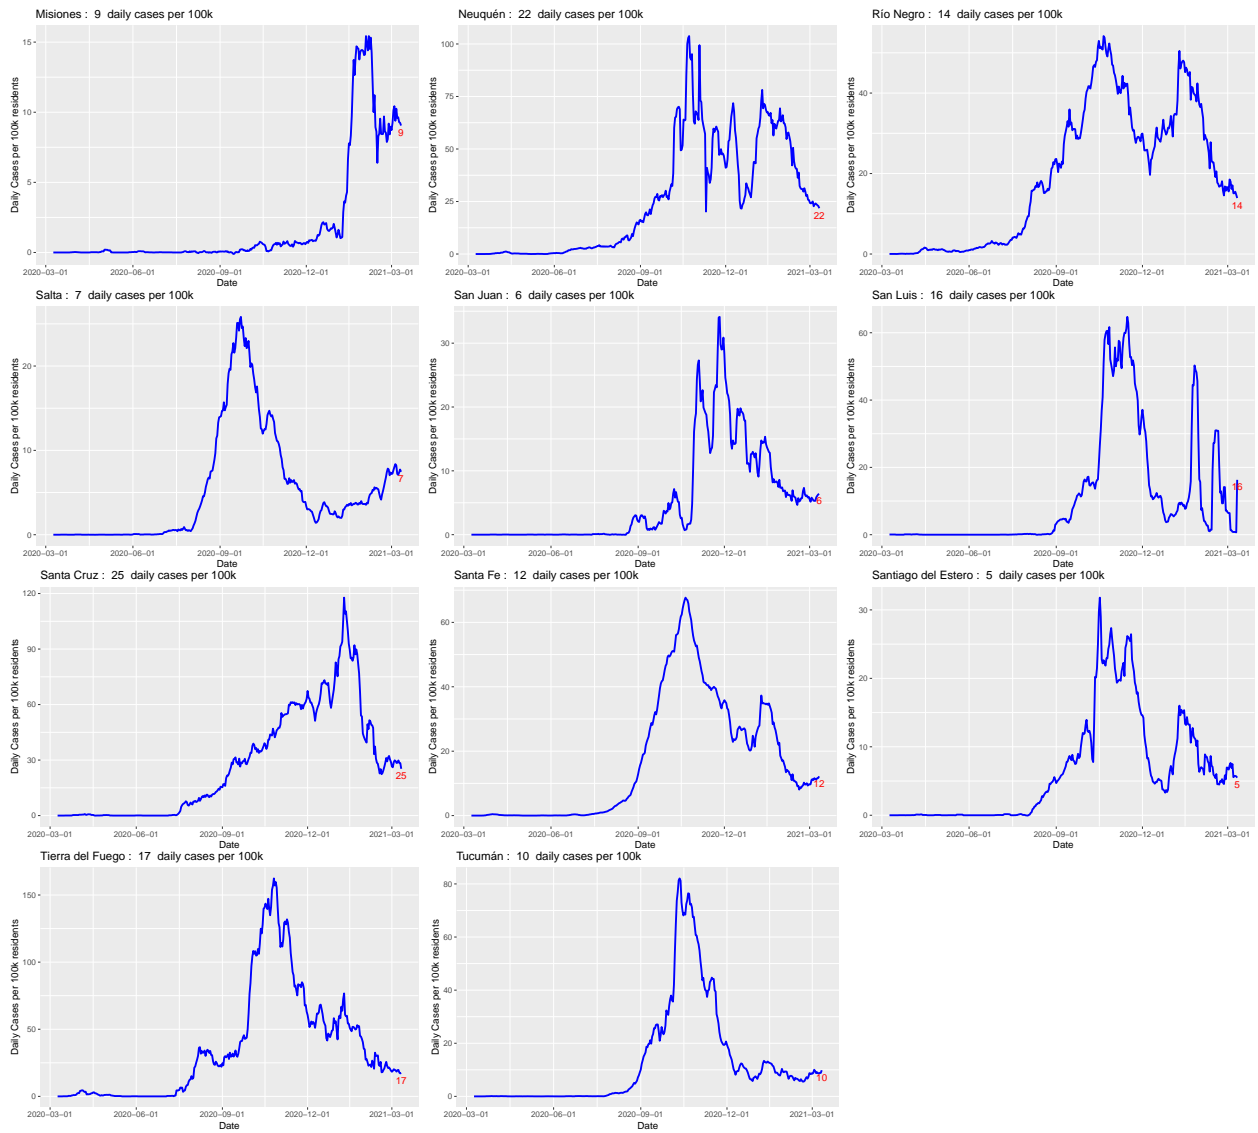 Misiones :  9  daily cases per 100k
Daily Cases per 100k residents
15
10
5
0
9
2020–03–01 2020–06–01 2020–09–01 2020–12–01 2021–03–01
Date
Neuquén :  22  daily cases per 100k
Daily Cases per 100k residents
100
75
50
25
0
22
2020–03–01 2020–06–01 2020–09–01 2020–12–01 2021–03–01
Date
Río Negro :  14  daily cases per 100k
Daily Cases per 100k residents
40
20
0
14
2020–03–01 2020–06–01 2020–09–01 2020–12–01 2021–03–01
Date
Salta :  7  daily cases per 100k
Daily Cases per 100k residents
20
10
0
7
2020–03–01 2020–06–01 2020–09–01 2020–12–01 2021–03–01
Date
San Juan :  6  daily cases per 100k
Daily Cases per 100k residents
30
20
10
0
6
2020–03–01 2020–06–01 2020–09–01 2020–12–01 2021–03–01
Date
San Luis :  16  daily cases per 100k
Daily Cases per 100k residents
60
40
20
0
16
2020–03–01 2020–06–01 2020–09–01 2020–12–01 2021–03–01
Date
Santa Cruz :  25  daily cases per 100k
Daily Cases per 100k residents
120
90
60
30
0
25
2020–03–01 2020–06–01 2020–09–01 2020–12–01 2021–03–01
Date
Santa Fe :  12  daily cases per 100k
Daily Cases per 100k residents
60
40
20
0
12
2020–03–01 2020–06–01 2020–09–01 2020–12–01 2021–03–01
Date
Santiago del Estero :  5  daily cases per 100k
Daily Cases per 100k residents
30
20
10
0
5
2020–03–01 2020–06–01 2020–09–01 2020–12–01 2021–03–01
Date
Tierra del Fuego :  17  daily cases per 100k
Daily Cases per 100k residents
150
100
50
0
17
2020–03–01 2020–06–01 2020–09–01 2020–12–01 2021–03–01
Date
Tucumán :  10  daily cases per 100k
Daily Cases per 100k residents
80
60
40
20
0
10
2020–03–01 2020–06–01 2020–09–01 2020–12–01 2021–03–01
Date